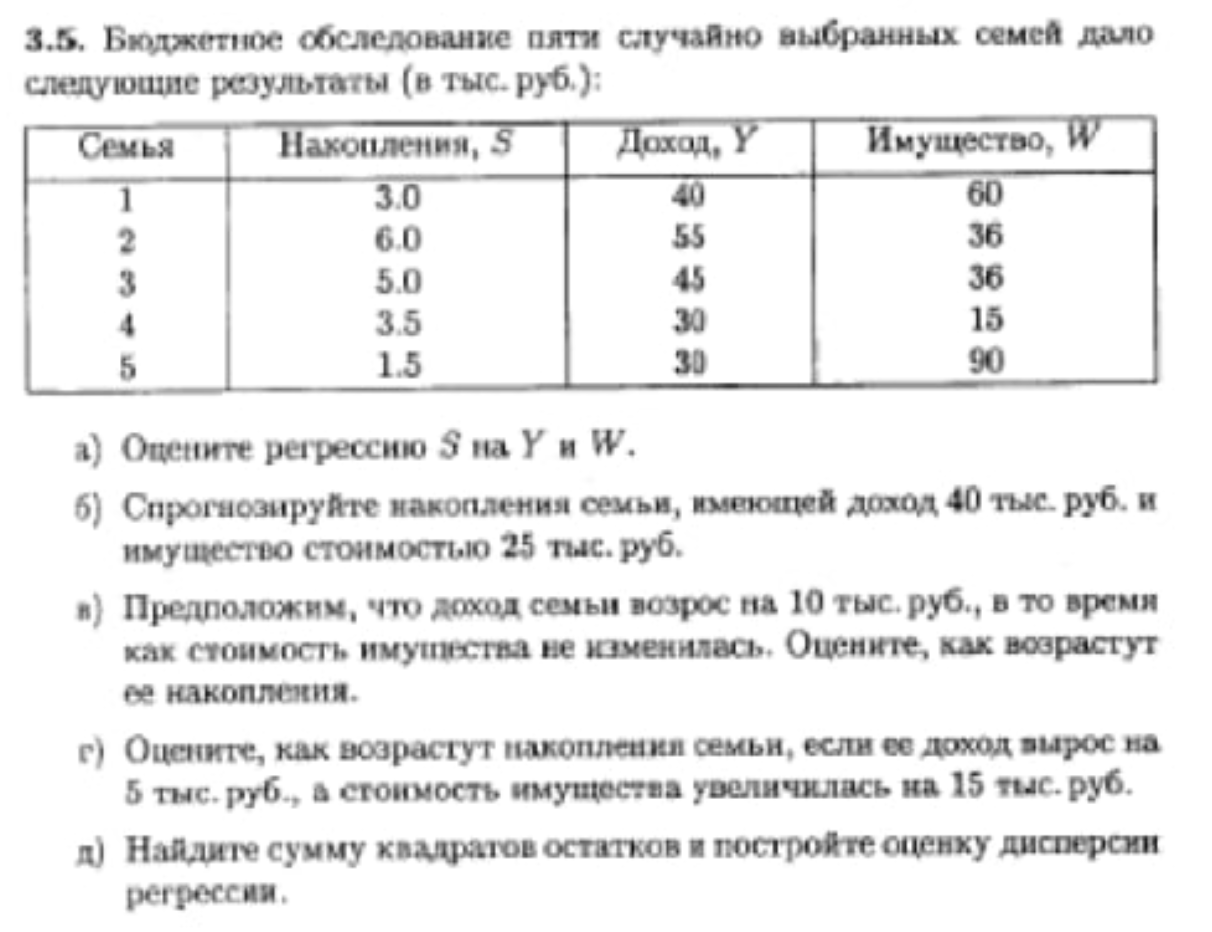 3.5. Бюджетное обследование пяти случайно выбранных семей дало
следующие результаты (в тыс. руб.):
Семья Накопления, S Доход, Y Имущество, W
1 3.0 40 60
2 6.0 55 36
3 5.0 45 36
4 3.5 30 15
5 1.5 30 90
а) Оцените регрессию S на Y и W.
б) Спрогнозируйте накопления семьи, имеющей доход 40 тыс. руб. и
имущество стоимостью 25 тыс. руб.
в) Предположим, что доход семьи возрос на 10 тыс. руб., в то время
как стоимость имущества не изменилась. Оцените, как возрастут
ее накопления.
г) Оцените, как возрастут накопления семьи, если ее доход вырос на
5 тыс. руб., а стоимость имущества увеличилась на 15 тыс. руб.
д) Найдите сумму квадратов остатков и постройте оценку дисперсии
регрессии.